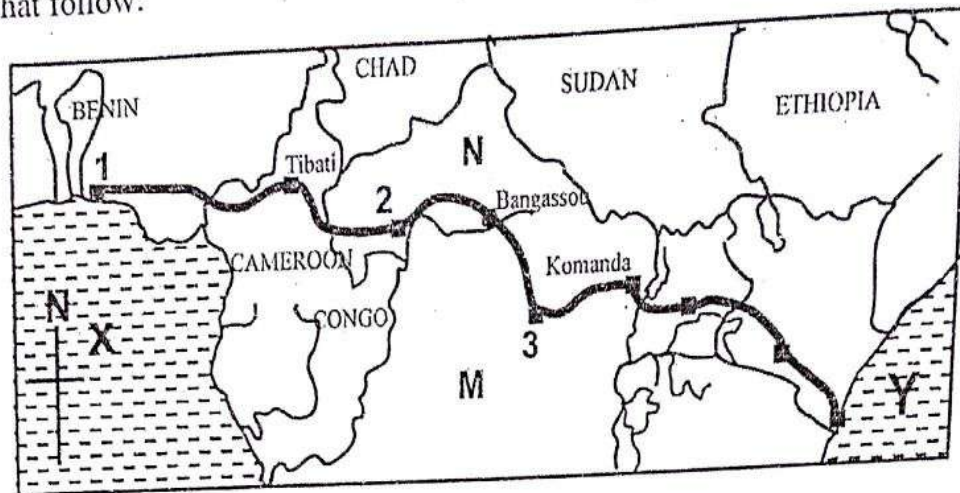 hat follow.
CHAD
SUDAN
BENIN
ETHIOPIA
1
Tibati
N
2
Bangassou
CAMEROON
Komanda
N
X
CONGO
3
M
Y